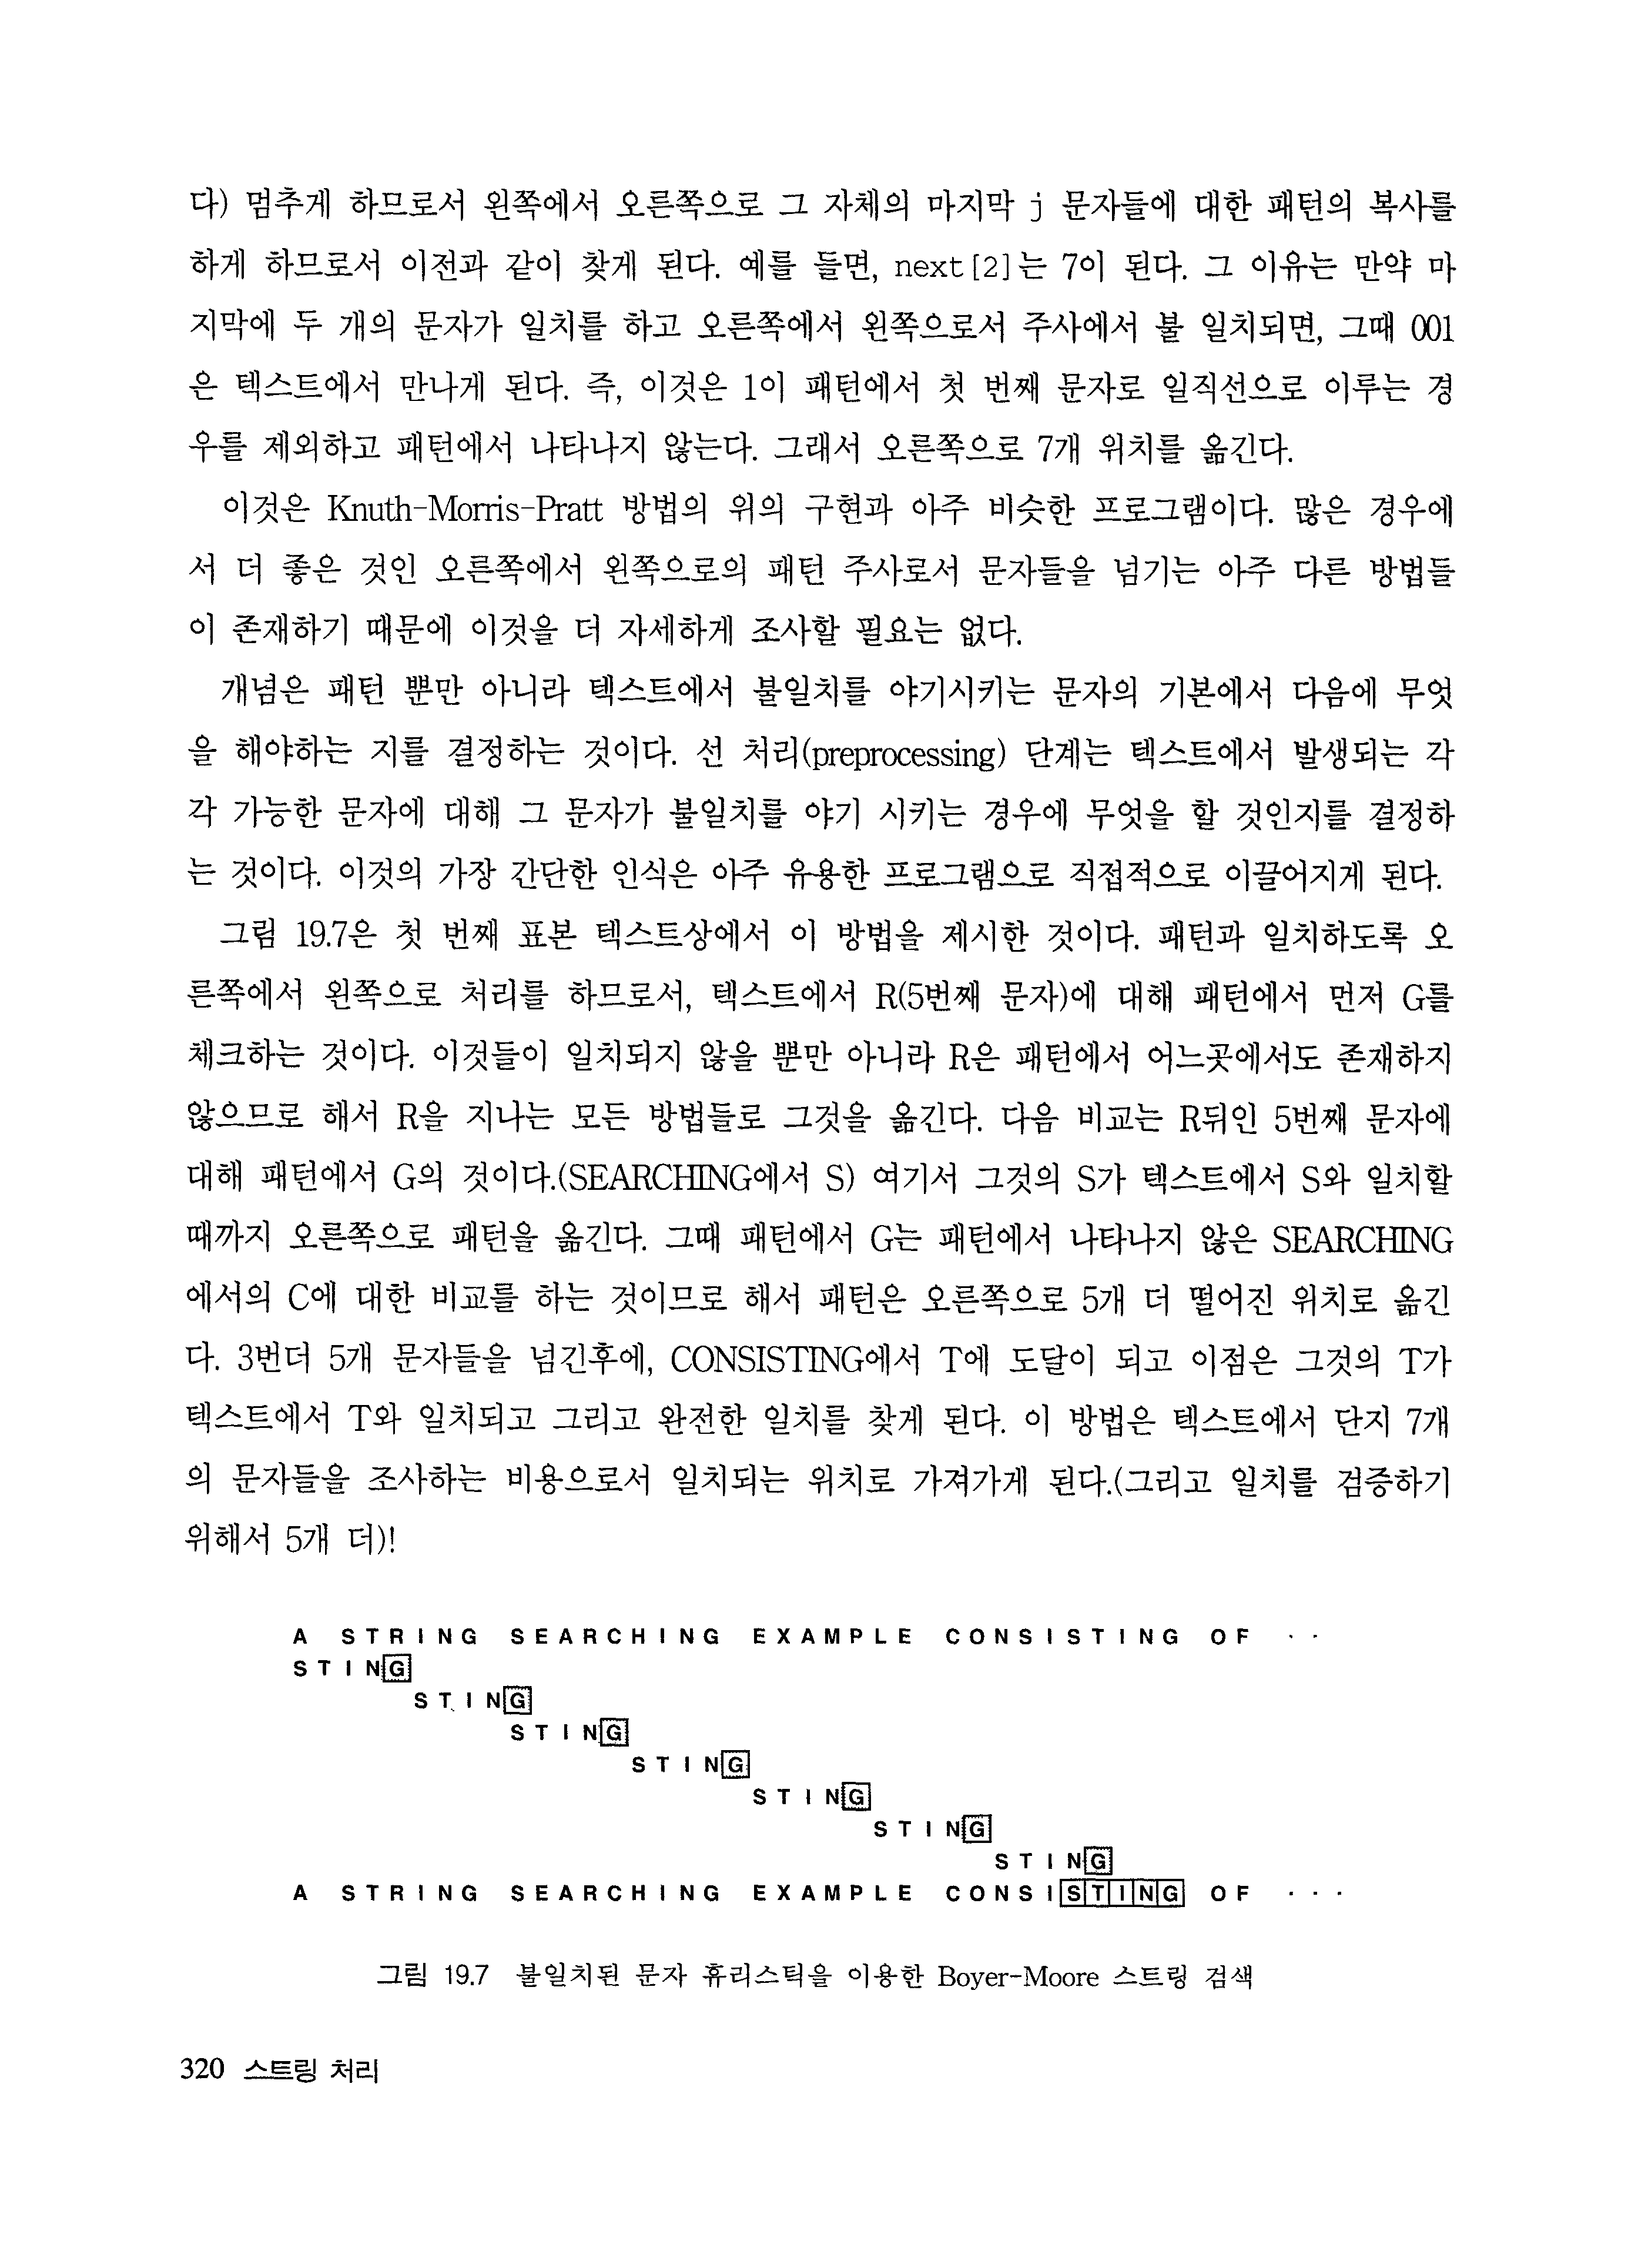 다) 멈추게 하므로서 왼쪽에서 오른쪽으로 그 자체의 마지막 j 문자들에 대한 패턴의 복사를
하게 하므로서 이전과 같이 찾게 된다. 예를 들면, next[2]는 7이 된다. 그 이유는 만약 마
지막에 두 개의 문자가 일치를 하고 오른쪽에서 왼쪽으로서 주사에서 불 일치되면, 그때 001
은 텍스트에서 만나게 된다. 즉, 이것은 1이 패턴에서 첫 번째 문자로 일직선으로 이루는 경
우를 제외하고 패턴에서 나타나지 않는다. 그래서 오른쪽으로 7개 위치를 옮긴다.
이것은 Knuth-Morris-Pratt 방법의 위의 구현과 아주 비슷한 프로그램이다. 많은 경우에
서 더 좋은 것인 오른쪽에서 왼쪽으로의 패턴 주사로서 문자들을 넘기는 아주 다른 방법들
이 존재하기 때문에 이것을 더 자세하게 조사할 필요는 없다.
개념은 패턴 뿐만 아니라 텍스트에서 불일치를 야기시키는 문자의 기본에서 다음에 무엇
을 해야하는 지를 결정하는 것이다. 선 처리(preprocessing) 단계는 텍스트에서 발생되는 각
각 가능한 문자에 대해 그 문자가 불일치를 야기 시키는 경우에 무엇을 할 것인지를 결정하
는 것이다. 이것의 가장 간단한 인식은 아주 유용한 프로그램으로 직접적으로 이끌어지게 된다.
그림 19.7은 첫 번째 표본 텍스트상에서 이 방법을 제시한 것이다. 패턴과 일치하도록 오
른쪽에서 왼쪽으로 처리를 하므로서, 텍스트에서 R(5번째 문자)에 대해 패턴에서 먼저 G를
체크하는 것이다. 이것들이 일치되지 않을 뿐만 아니라 R은 패턴에서 어느곳에서도 존재하지
않으므로 해서 R을 지나는 모든 방법들로 그것을 옮긴다. 다음 비교는 R뒤인 5번째 문자에
대해 패턴에서 G의 것이다.(SEARCHING에서 S) 여기서 그것의 S가 텍스트에서 S와 일치할
때까지 오른쪽으로 패턴을 옮긴다. 그때 패턴에서 G는 패턴에서 나타나지 않은 SEARCHING
에서의 C에 대한 비교를 하는 것이므로 해서 패턴은 오른쪽으로 5개 더 떨어진 위치로 옮긴
다. 3번더 5개 문자들을 넘긴후에, CONSISTING에서 T에 도달이 되고 이점은 그것의 T가
텍스트에서 T와 일치되고 그리고 완전한 일치를 찾게 된다. 이 방법은 텍스트에서 단지 7개
의 문자들을 조사하는 비용으로서 일치되는 위치로 가져가게 된다.(그리고 일치를 검증하기
위해서 5개 더)!
A STRING SEARCHING EXAMPLE CONSISTING OF · ·
STING
STING
STING
STING
STING
STING
STING
A STRING SEARCHING EXAMPLE CONSISTING OF · · ·
그림 19.7 불일치된 문자 휴리스틱을 이용한 Boyer-Moore 스트링 검색
320 스트링 처리